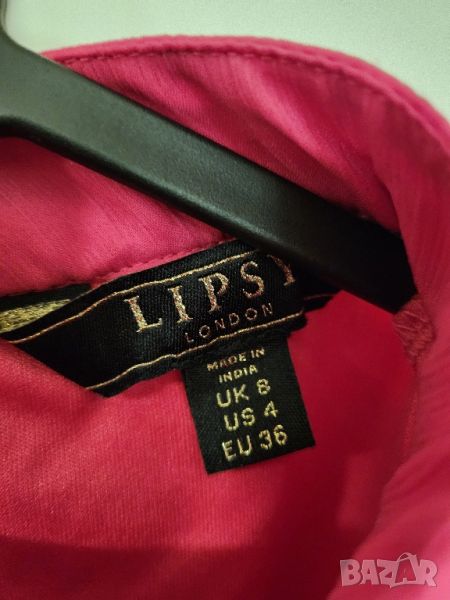 LIPSY
LONDON
MADE IN
INDIA
UK 8
US 4
EU 36
BAZAR